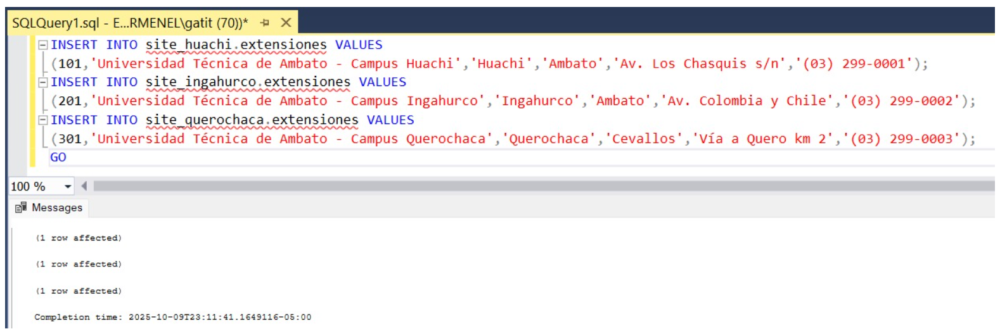 SQLQuery1.sql - E...RMENEL\gatit (70))*
INSERT INTO site_huachi.extensiones VALUES
(101,'Universidad Técnica de Ambato - Campus Huachi','Huachi','Ambato','Av. Los Chasquis s/n','(03) 299-0001');
INSERT INTO site_ingahurco.extensiones VALUES
(201,'Universidad Técnica de Ambato - Campus Ingahurco','Ingahurco','Ambato','Av. Colombia y Chile','(03) 299-0002');
INSERT INTO site_querochaca.extensiones VALUES
(301,'Universidad Técnica de Ambato - Campus Querochaca','Querochaca','Cevallos','Vía a Quero km 2','(03) 299-0003');
GO
100 %
Messages
(1 row affected)
(1 row affected)
(1 row affected)
Completion time: 2025-10-09T23:11:41.1649116-05:00